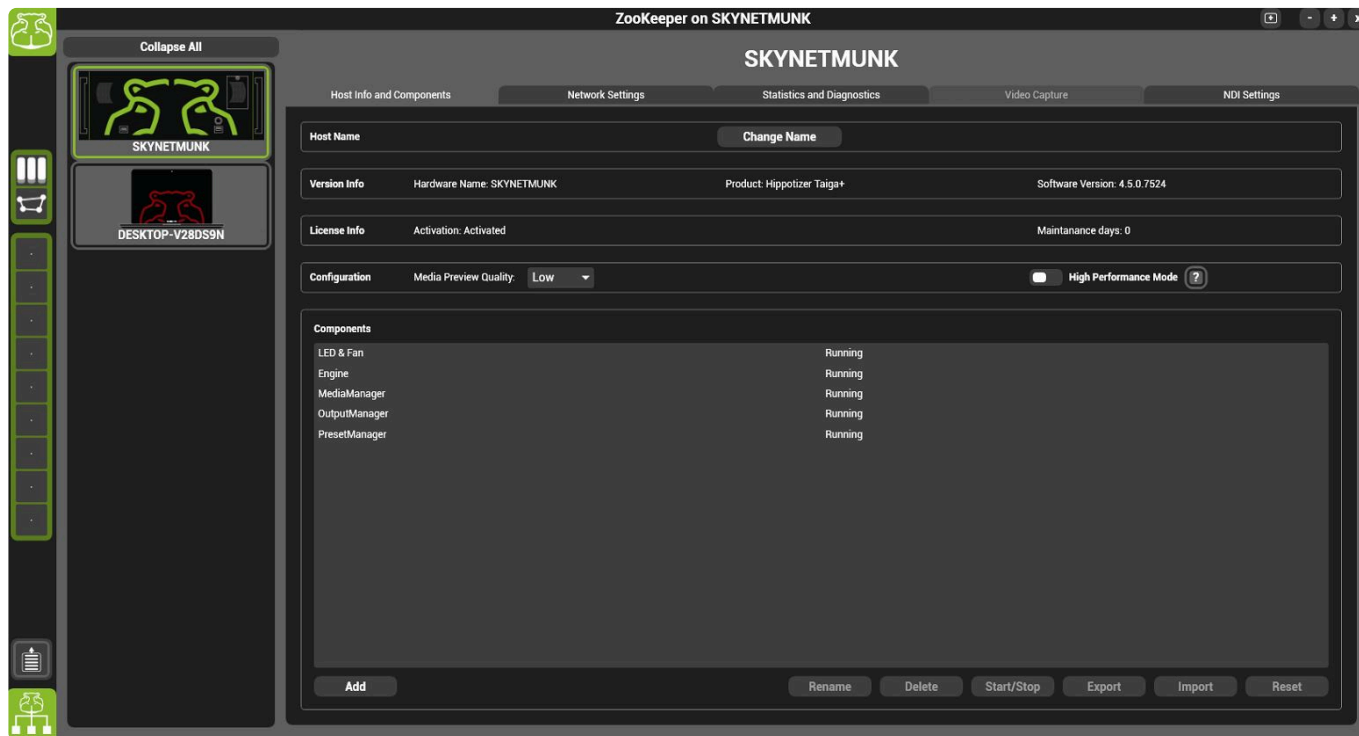 ZooKeeper on SKYNETMUNK
Collapse All
SKYNETMUNK
DESKTOP-V28DS9N
SKYNETMUNK
Host Info and Components Network Settings Statistics and Diagnostics Video Capture NDI Settings
Host Name Change Name
Version Info Hardware Name: SKYNETMUNK Product: Hippotizer Taiga+ Software Version: 4.5.0.7524
License Info Activation: Activated Maintanance days: 0
Configuration Media Preview Quality: Low High Performance Mode ?
Components
LED & Fan Running
Engine Running
MediaManager Running
OutputManager Running
PresetManager Running
Add Rename Delete Start/Stop Export Import Reset